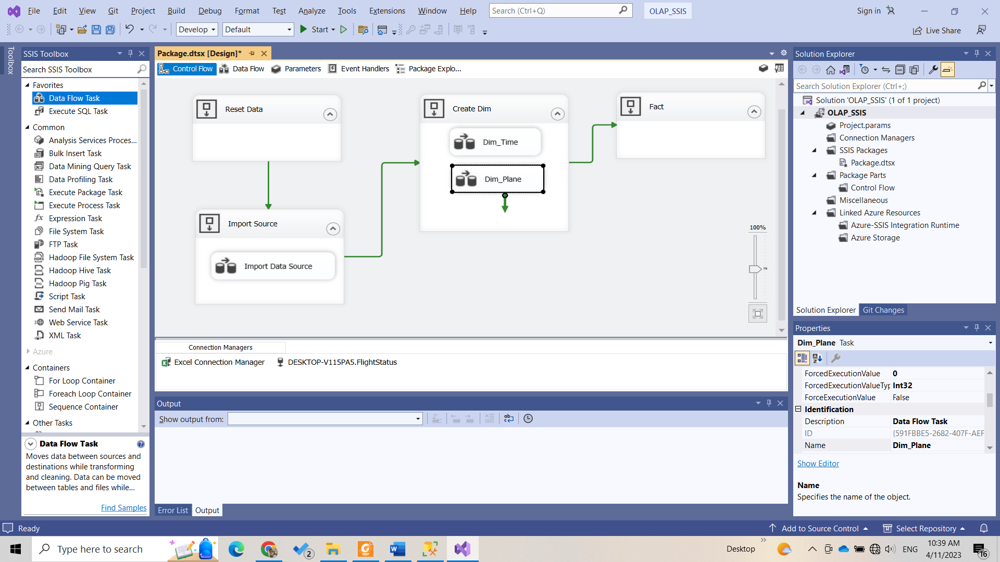 File Edit View Git Project Build Debug Format Test Analyze Tools Extensions Window Help Search (Ctrl+Q) OLAP_SSIS Sign in
Develop Default Start Live Share
Toolbox
SSIS Toolbox
Search SSIS Toolbox
Favorites
Data Flow Task
Execute SQL Task
Common
Analysis Services Proces...
Bulk Insert Task
Data Mining Query Task
Data Profiling Task
Execute Package Task
Execute Process Task
Expression Task
File System Task
FTP Task
Hadoop File System Task
Hadoop Hive Task
Hadoop Pig Task
Script Task
Send Mail Task
Web Service Task
XML Task
Azure
Containers
For Loop Container
Foreach Loop Container
Sequence Container
Other Tasks
Data Flow Task
Moves data between sources and
destinations while transforming
and cleaning. Data can be moved
between tables and files while...
Find Samples
Package.dtsx [Design]*
Control Flow Data Flow Parameters Event Handlers Package Explo...
Reset Data
Create Dim
Fact
Dim_Time
Dim_Plane
Import Source
Import Data Source
100%
Connection Managers
Excel Connection Manager DESKTOP-V115PA5.FlightStatus
Output
Show output from:
Error List Output
Solution Explorer
Search Solution Explorer (Ctrl+;)
Solution 'OLAP_SSIS' (1 of 1 project)
OLAP_SSIS
Project.params
Connection Managers
SSIS Packages
Package.dtsx
Package Parts
Control Flow
Miscellaneous
Linked Azure Resources
Azure-SSIS Integration Runtime
Azure Storage
Solution Explorer Git Changes
Properties
Dim_Plane Task
ForcedExecutionValue 0
ForcedExecutionValueTyp Int32
ForceExecutionValue False
Identification
Description Data Flow Task
ID {591FBBE5-2682-407F-AEF
Name Dim_Plane
Show Editor
Name
Specifies the name of the object.
Ready Add to Source Control Select Repository
Type here to search 2 Desktop ENG 10:39 AM
4/11/2023 16